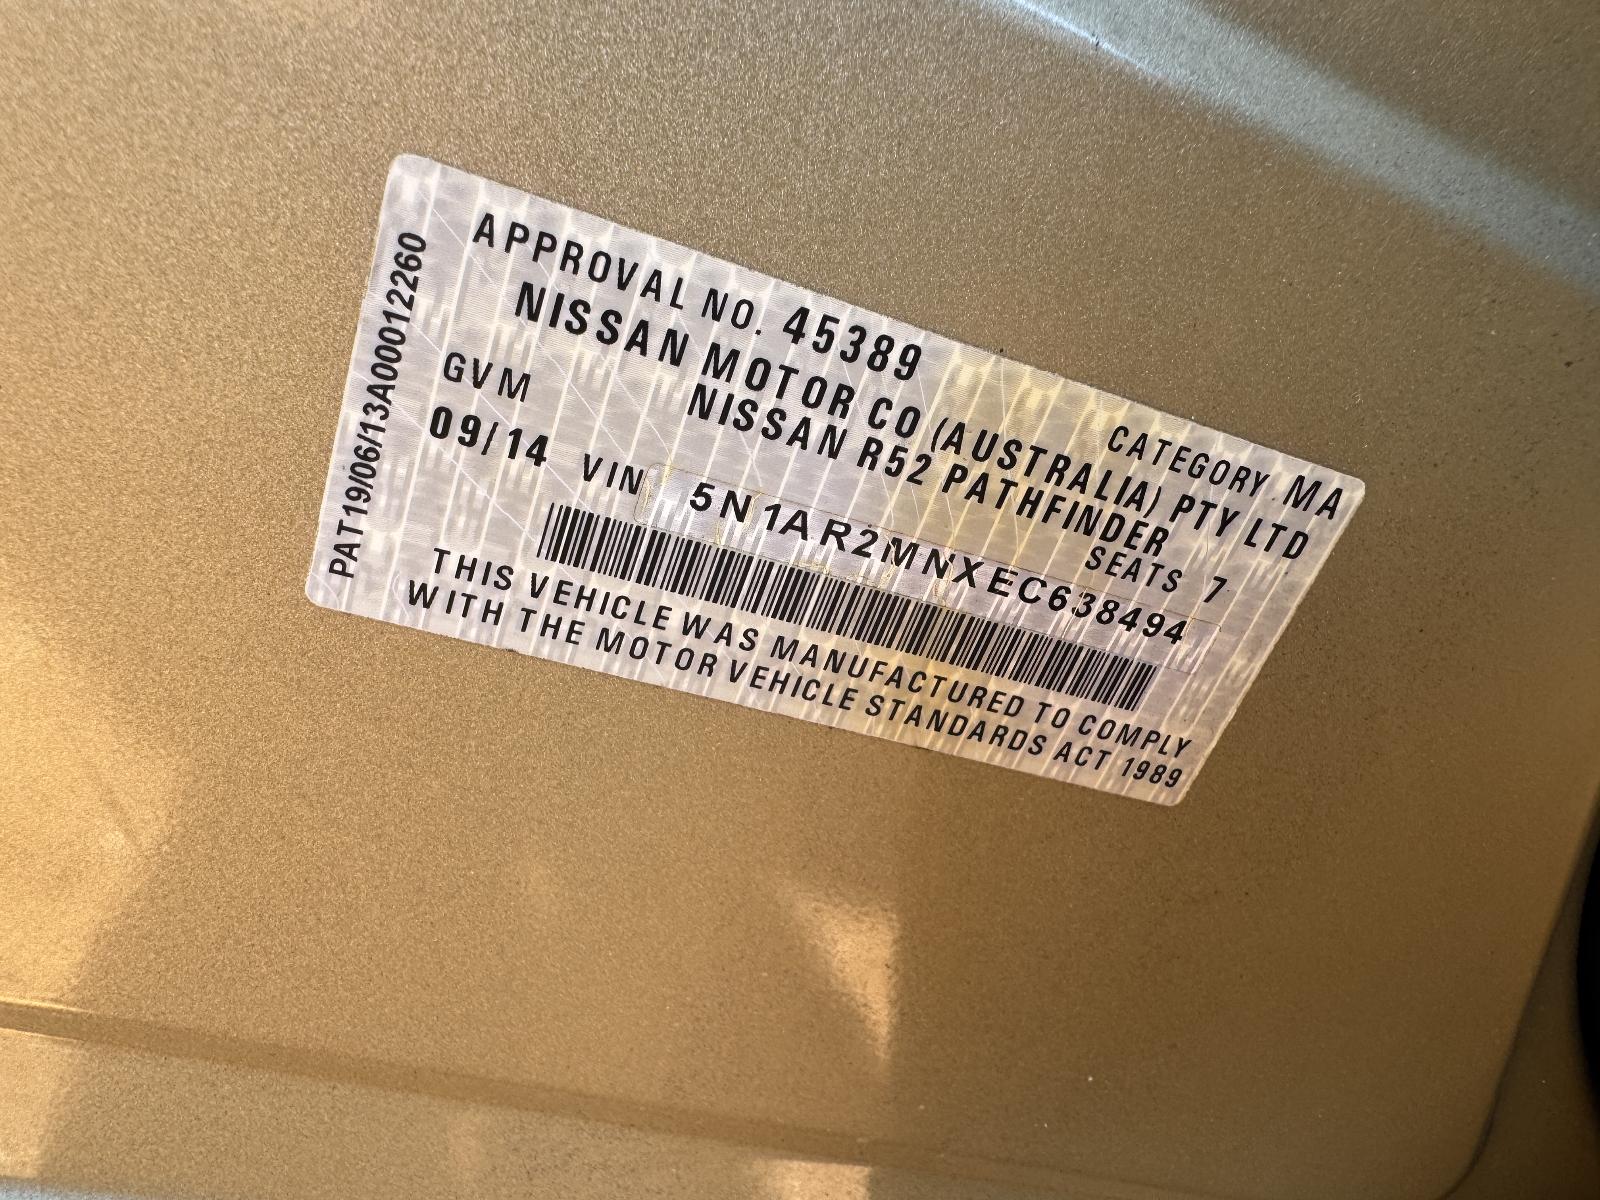 APPROVAL NO. 45389
CATEGORY MA
NISSAN MOTOR CO (AUSTRALIA) PTY LTD
NISSAN R52 PATHFINDER
GVM
SEATS 7
09/14 VIN 5N1AR2MNXEC638494
THIS VEHICLE WAS MANUFACTURED TO COMPLY
WITH THE MOTOR VEHICLE STANDARDS ACT 1989
PAT19/06/13A00012260